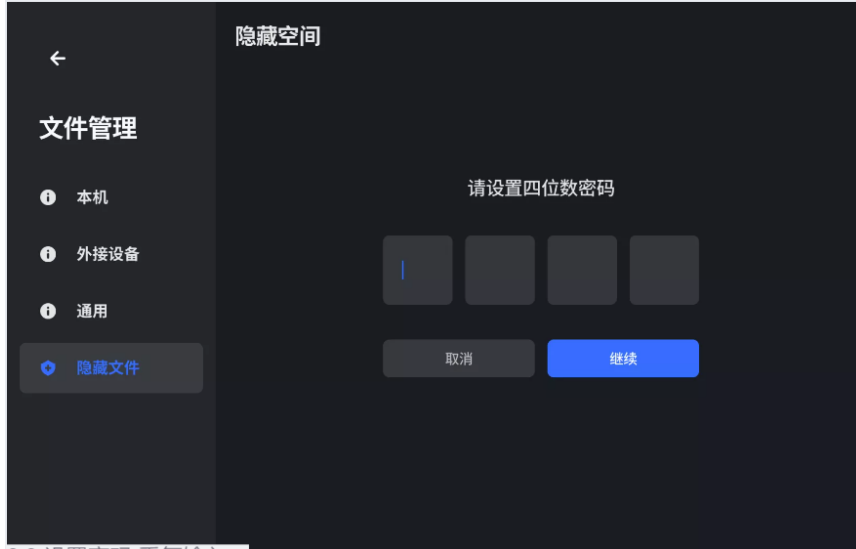 隐藏空间
文件管理
本机
外接设备
通用
隐藏文件
请设置四位数密码
取消
继续